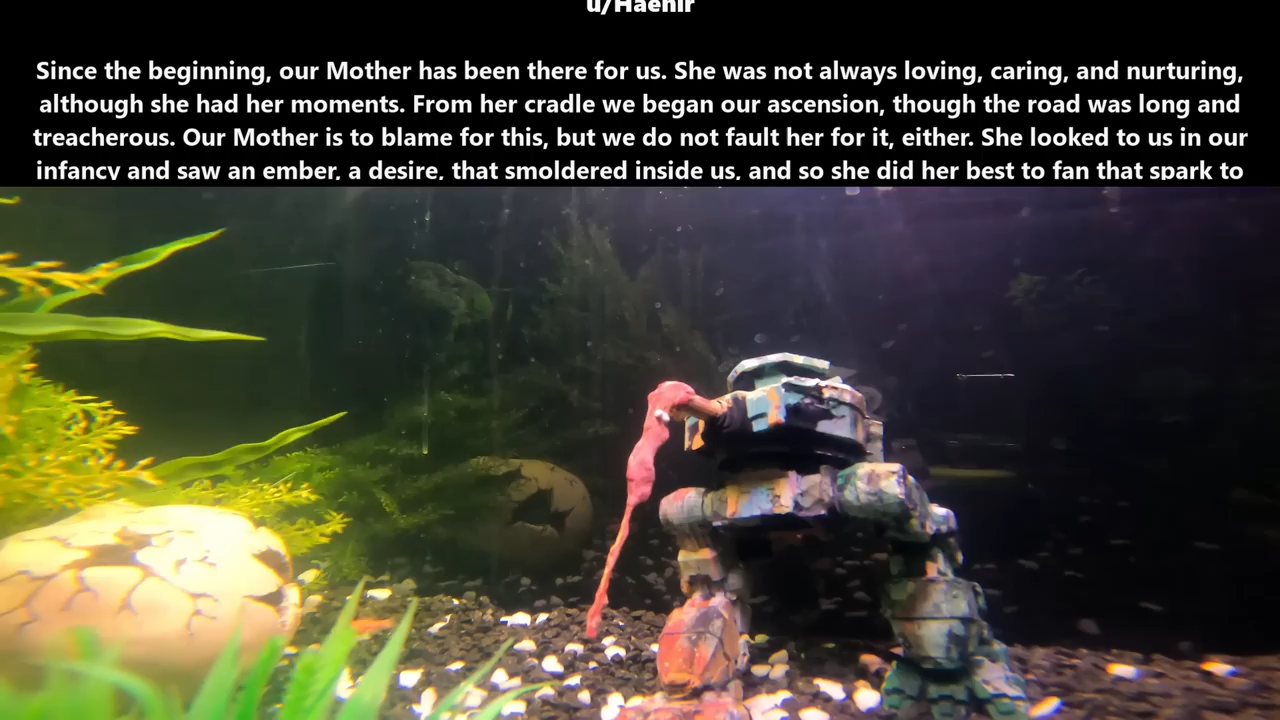 u/Haenir
Since the beginning, our Mother has been there for us. She was not always loving, caring, and nurturing,
although she had her moments. From her cradle we began our ascension, though the road was long and
treacherous. Our Mother is to blame for this, but we do not fault her for it, either. She looked to us in our
infancy and saw an ember, a desire, that smoldered inside us, and so she did her best to fan that spark to